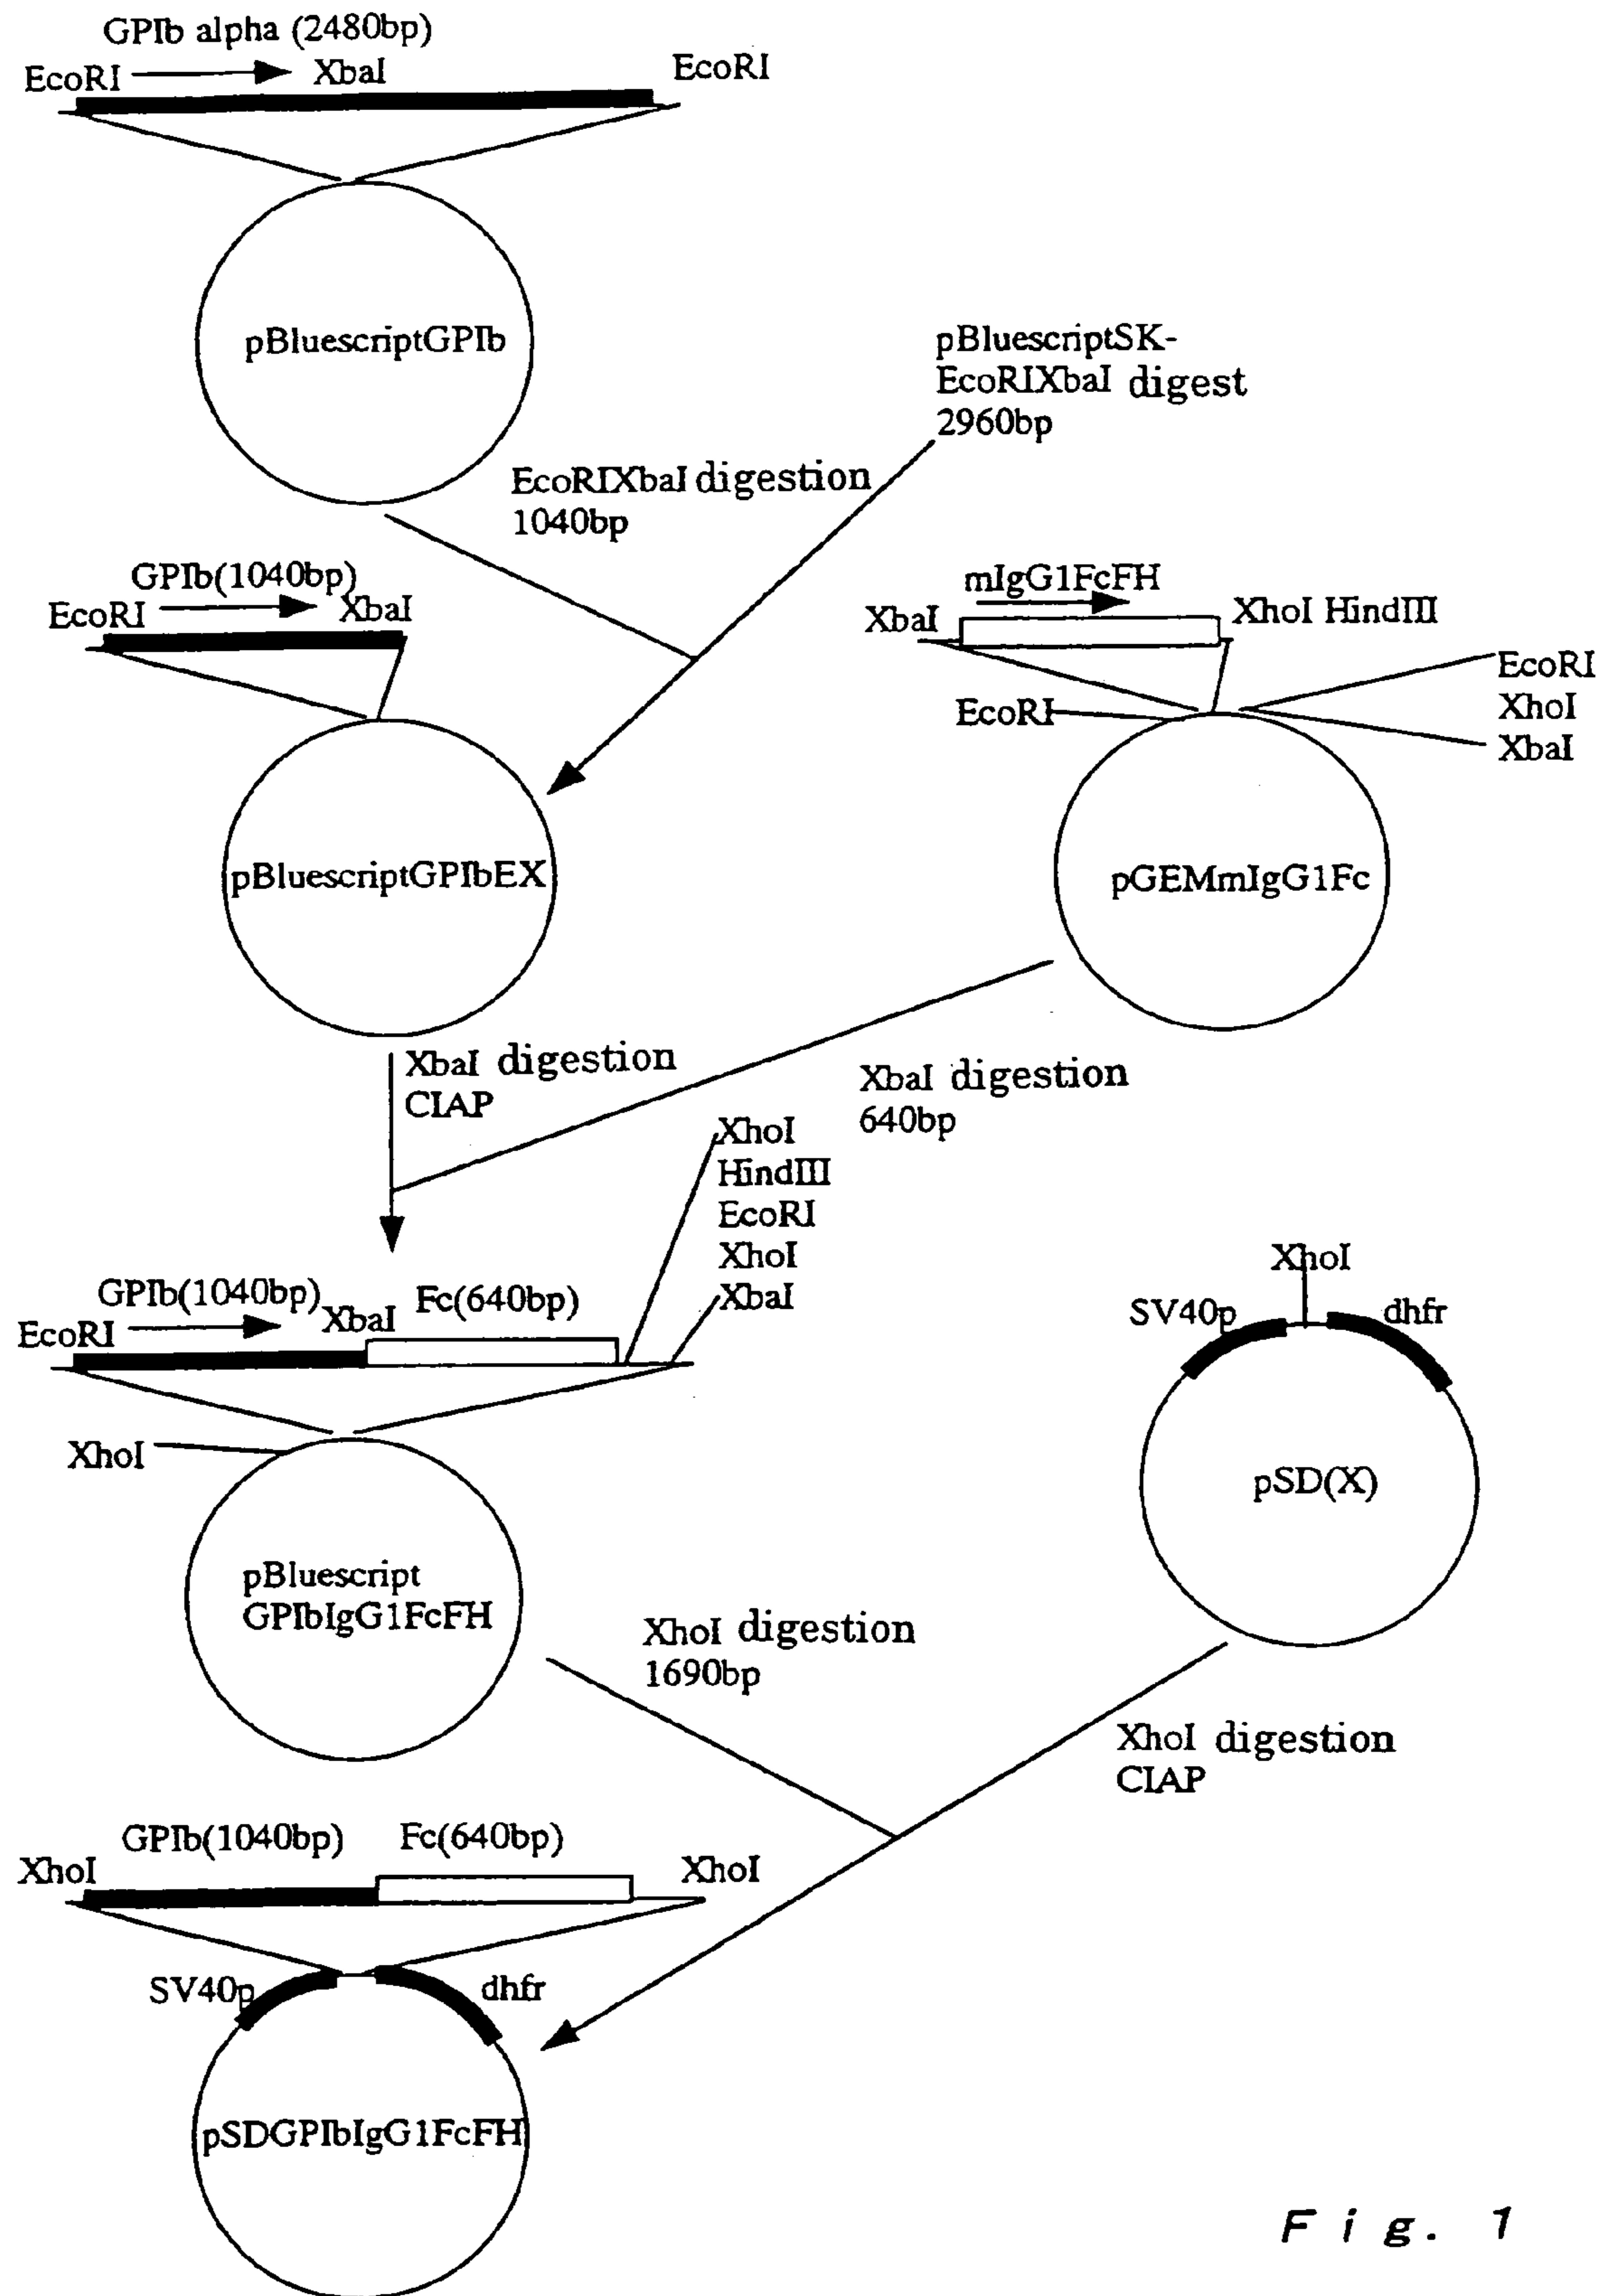 GPIb alpha (2480bp)
EcoRI
XbaI
EcoRI
pBluescriptGPIb
pBluescriptSK-
EcoRIXbaI digest
2960bp
EcoRIXbaI digestion
1040bp
GPIb(1040bp)
EcoRI
XbaI
mIgG1FcFH
XbaI
XhoI HindIII
EcoRI
EcoRI
XhoI
XbaI
pBluescriptGPIbEX
pGEMmIgG1Fc
XbaI digestion
CIAP
XbaI digestion
640bp
XhoI
HindIII
EcoRI
XhoI
XbaI
GPIb(1040bp)
EcoRI
XbaI
Fc(640bp)
XhoI
SV40p
dhfr
XhoI
pSD(X)
pBluescript
GPIbIgG1FcFH
XhoI digestion
1690bp
XhoI digestion
CIAP
GPIb(1040bp)
Fc(640bp)
XhoI
XhoI
SV40p
dhfr
pSDGPIbIgG1FcFH
Fig. 1